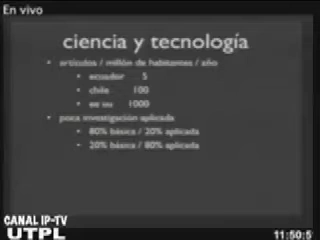 En vivo
ciencia y tecnología
• artículos / millón de habitantes / año
• ecuador 5
• chile 100
• ee uu 1000
• poca investigación aplicada
• 80% básica / 20% aplicada
• 20% básica / 80% aplicada
CANAL IP-TV
UTPL
11:50:5